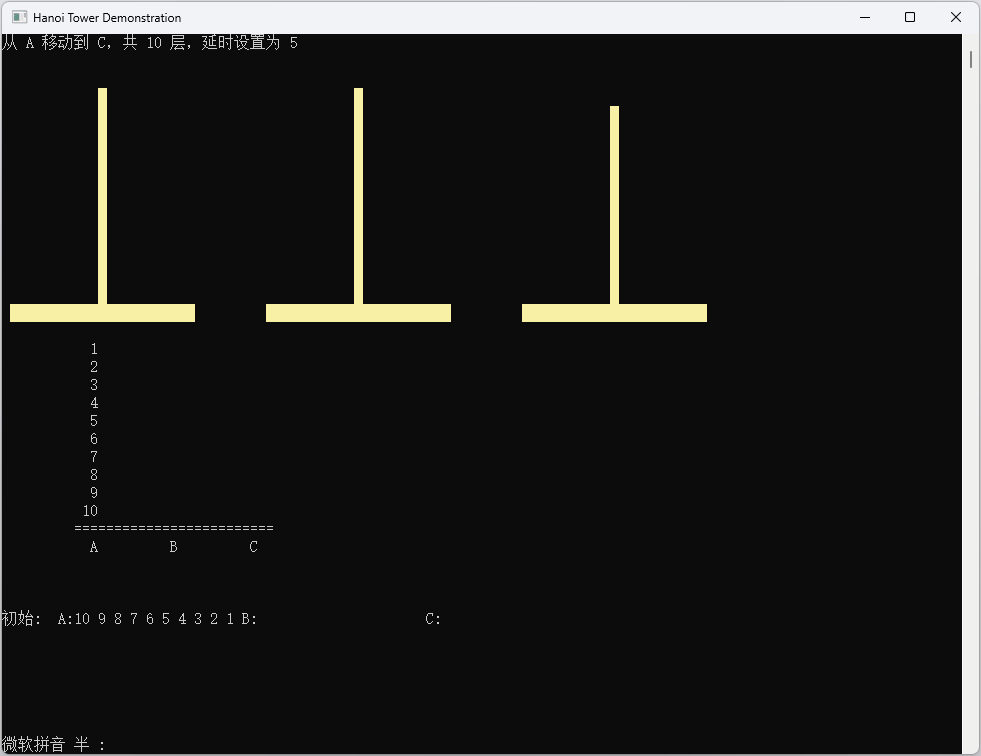 Hanoi Tower Demonstration
从 A 移动到 C，共 10 层，延时设置为 5
1
2
3
4
5
6
7
8
9
10
=========================
A B C
初始: A:10 9 8 7 6 5 4 3 2 1 B: C:
微软拼音 半 :